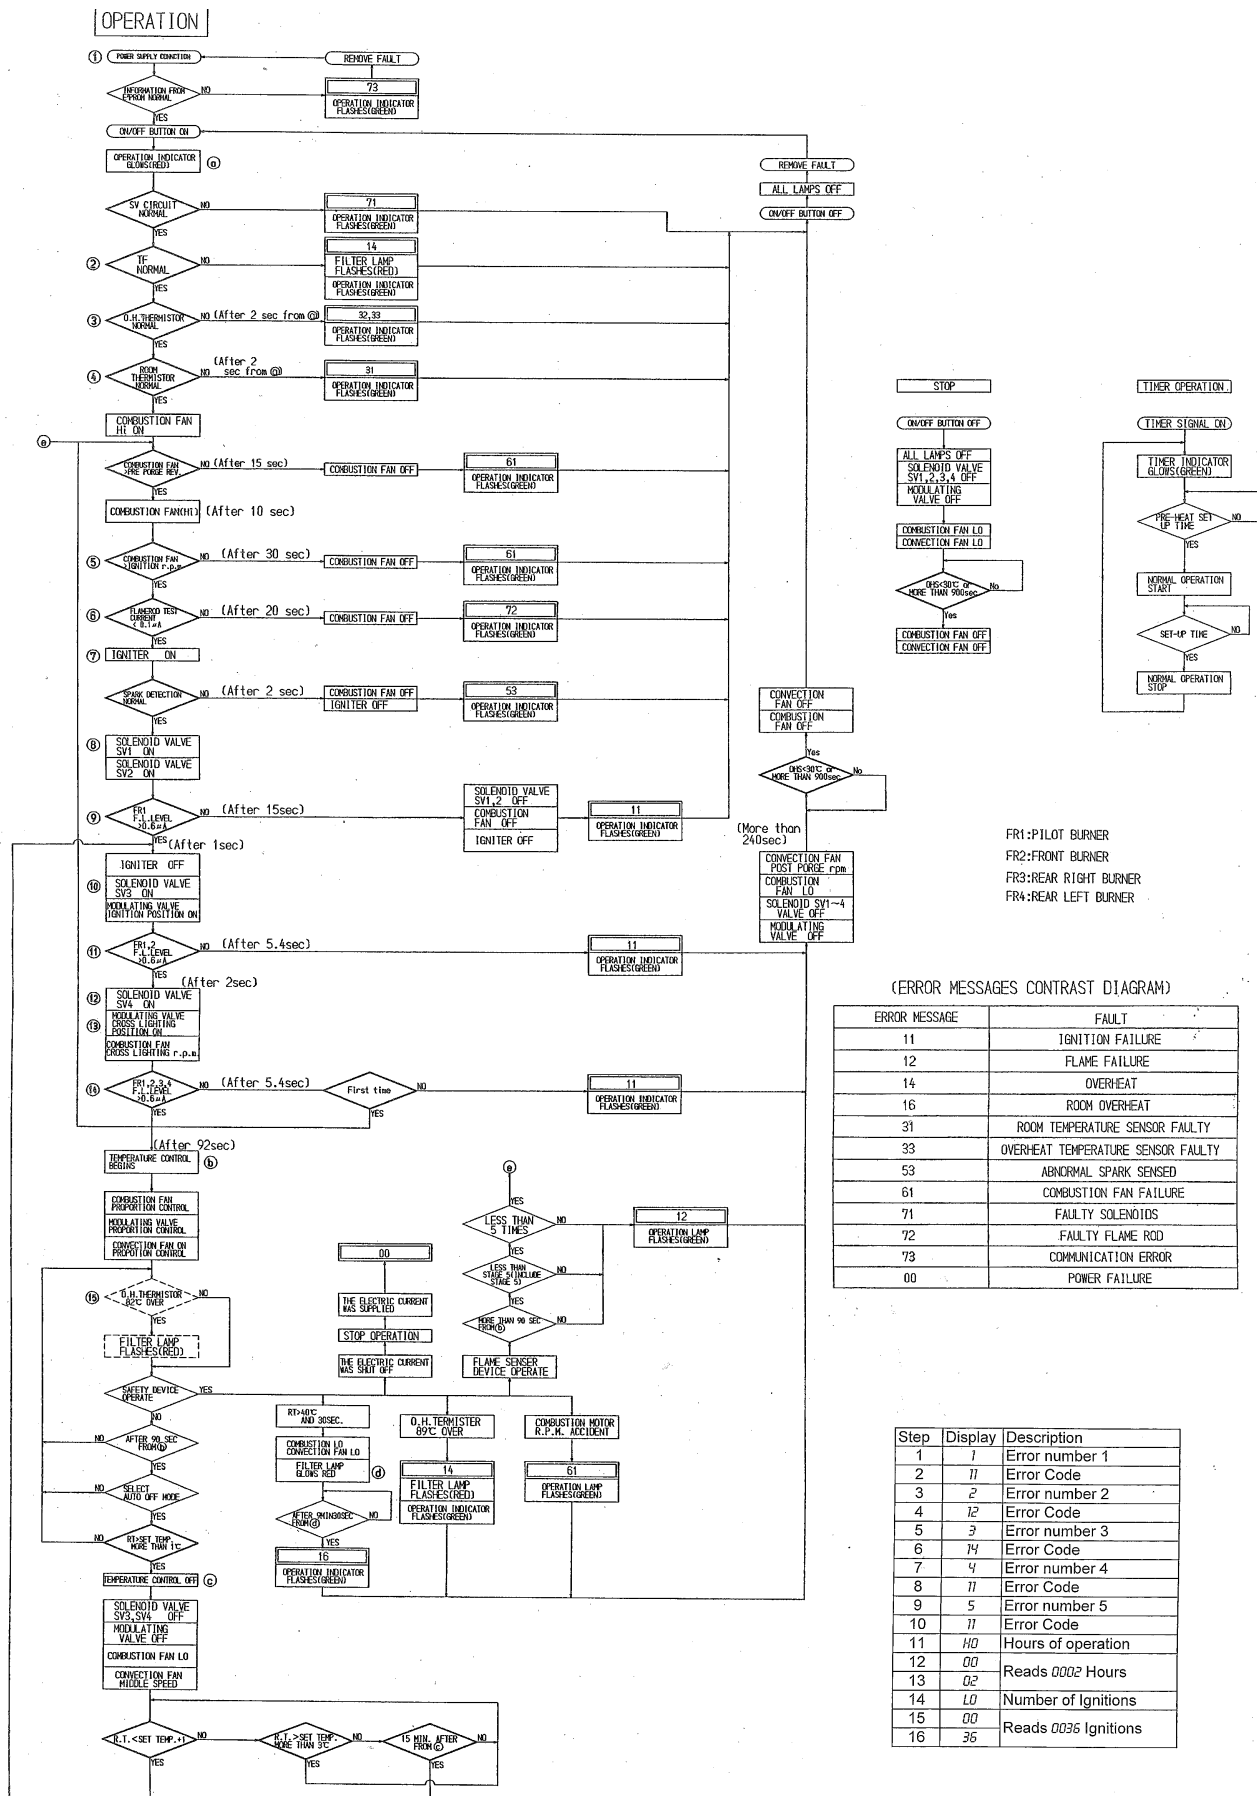 OPERATION
① POWER SUPPLY CONNCTION
REMOVE FAULT
INFORMATION FROM
E²PROM NORMAL
NO
73
OPERATION INDICATOR
FLASHES(GREEN)
YES
ON/OFF BUTTON ON
OPERATION INDICATOR
GLOWS(RED)
ⓐ
SV CIRCUIT
NORMAL
NO
71
OPERATION INDICATOR
FLASHES(GREEN)
YES
② TF
NORMAL
NO
14
FILTER LAMP
FLASHES(RED)
OPERATION INDICATOR
FLASHES(GREEN)
YES
③ O.H.THERMISTOR
NORMAL
NO (After 2 sec from ⓐ)
32,33
OPERATION INDICATOR
FLASHES(GREEN)
YES
④ ROOM
THERMISTOR
NORMAL
NO (After 2
sec from ⓐ)
31
OPERATION INDICATOR
FLASHES(GREEN)
YES
COMBUSTION FAN
Hi ON
ⓔ
COMBUSTION FAN
>PRE PORGE REV.
NO (After 15 sec)
COMBUSTION FAN OFF
61
OPERATION INDICATOR
FLASHES(GREEN)
COMBUSTION FAN(Hi) (After 10 sec)
⑤ COMBUSTION FAN
>IGNITION r.p.m
NO (After 30 sec)
COMBUSTION FAN OFF
61
OPERATION INDICATOR
FLASHES(GREEN)
YES
⑥ FLAMEROD TEST
CURRENT
< 0.1μA
NO (After 20 sec)
COMBUSTION FAN OFF
72
OPERATION INDICATOR
FLASHES(GREEN)
YES
⑦ IGNITER ON
SPARK DETECTION
NORMAL
NO (After 2 sec)
COMBUSTION FAN OFF
IGNITER OFF
53
OPERATION INDICATOR
FLASHES(GREEN)
YES
⑧ SOLENOID VALVE
SV1 ON
SOLENOID VALVE
SV2 ON
⑨ FR1
F.L.LEVEL
>0.6μA
NO (After 15sec)
SOLENOID VALVE
SV1,2 OFF
COMBUSTION
FAN OFF
IGNITER OFF
11
OPERATION INDICATOR
FLASHES(GREEN)
YES (After 1sec)
IGNITER OFF
⑩ SOLENOID VALVE
SV3 ON
MODULATING VALVE
IGNITION POSITION ON
⑪ FR1,2
F.L.LEVEL
>0.6μA
NO (After 5.4sec)
11
OPERATION INDICATOR
FLASHES(GREEN)
YES (After 2sec)
⑫ SOLENOID VALVE
SV4 ON
⑬ MODULATING VALVE
CROSS LIGHTING
POSITION ON
COMBUSTION FAN
CROSS LIGHTING r.p.m.
⑭ FR1,2,3,4
F.L.LEVEL
>0.6μA
NO (After 5.4sec)
First time
NO
11
OPERATION INDICATOR
FLASHES(GREEN)
YES
YES
(After 92sec)
TEMPERATURE CONTROL
BEGINS
ⓑ
COMBUSTION FAN
PROPORTION CONTROL
MODULATING VALVE
PROPORTION CONTROL
CONVECTION FAN ON
PROPOTION CONTROL
⑮ O.H.THERMISTOR
82℃ OVER
NO
YES
FILTER LAMP
FLASHES(RED)
SAFETY DEVICE
OPERATE
YES
NO
AFTER 90 SEC
FROMⓑ
NO
YES
SELECT
AUTO OFF MODE
NO
YES
RT>SET TEMP.
MORE THAN 1℃
NO
YES
TEMPERATURE CONTROL OFF ⓒ
SOLENOID VALVE
SV3,SV4 OFF
MODULATING
VALVE OFF
COMBUSTION FAN LO
CONVECTION FAN
MIDDLE SPEED
R.T.<SET TEMP.+1
NO
R.T.>SET TEMP.
MORE THAN 3℃
NO
15 MIN. AFTER
FROMⓒ
NO
YES
YES
YES
00
THE ELECTRIC CURRENT
WAS SUPPLIED
STOP OPERATION
THE ELECTRIC CURRENT
WAS SHUT OFF
ⓔ
YES
LESS THAN
5 TIMES
NO
12
OPERATION LAMP
FLASHES(GREEN)
YES
LESS THAN
STAGE 5(INCLUDE
STAGE 5)
NO
YES
MORE THAN 90 SEC
FROMⓑ
NO
FLAME SENSER
DEVICE OPERATE
RT>40℃
AND 30SEC.
COMBUSTION LO
CONVECTION FAN LO
FILTER LAMP
GLOWS RED
ⓓ
AFTER 9MIN30SEC
FROMⓓ
NO
YES
16
OPERATION INDICATOR
FLASHES(GREEN)
O.H.TERMISTER
89℃ OVER
14
FILTER LAMP
FLASHES(RED)
OPERATION INDICATOR
FLASHES(GREEN)
COMBUSTION MOTOR
R.P.M. ACCIDENT
61
OPERATION LAMP
FLASHES(GREEN)
REMOVE FAULT
ALL LAMPS OFF
ON/OFF BUTTON OFF
CONVECTION
FAN OFF
COMBUSTION
FAN OFF
Yes
OHS<30℃ or
MORE THAN 900sec
No
(More than
240sec)
CONVECTION FAN
POST PORGE rpm
COMBUSTION
FAN LO
SOLENOID SV1~4
VALVE OFF
MODULATING
VALVE OFF
STOP
ON/OFF BUTTON OFF
ALL LAMPS OFF
SOLENOID VALVE
SV1,2,3,4 OFF
MODULATING
VALVE OFF
COMBUSTION FAN LO
CONVECTION FAN LO
OHS<30℃ or
MORE THAN 900sec
No
Yes
COMBUSTION FAN OFF
CONVECTION FAN OFF
TIMER OPERATION
TIMER SIGNAL ON
TIMER INDICATOR
GLOWS(GREEN)
PRE-HEAT SET
UP TIME
NO
YES
NORMAL OPERATION
START
SET-UP TIME
NO
YES
NORMAL OPERATION
STOP
FR1:PILOT BURNER
FR2:FRONT BURNER
FR3:REAR RIGHT BURNER
FR4:REAR LEFT BURNER
(ERROR MESSAGES CONTRAST DIAGRAM)
ERROR MESSAGE FAULT
11 IGNITION FAILURE
12 FLAME FAILURE
14 OVERHEAT
16 ROOM OVERHEAT
31 ROOM TEMPERATURE SENSOR FAULTY
33 OVERHEAT TEMPERATURE SENSOR FAULTY
53 ABNORMAL SPARK SENSED
61 COMBUSTION FAN FAILURE
71 FAULTY SOLENOIDS
72 FAULTY FLAME ROD
73 COMMUNICATION ERROR
00 POWER FAILURE
Step Display Description
1 1 Error number 1
2 11 Error Code
3 2 Error number 2
4 12 Error Code
5 3 Error number 3
6 14 Error Code
7 4 Error number 4
8 11 Error Code
9 5 Error number 5
10 11 Error Code
11 HO Hours of operation
12 00
Reads 0002 Hours
13 02
14 LO Number of Ignitions
15 00
Reads 0036 Ignitions
16 36